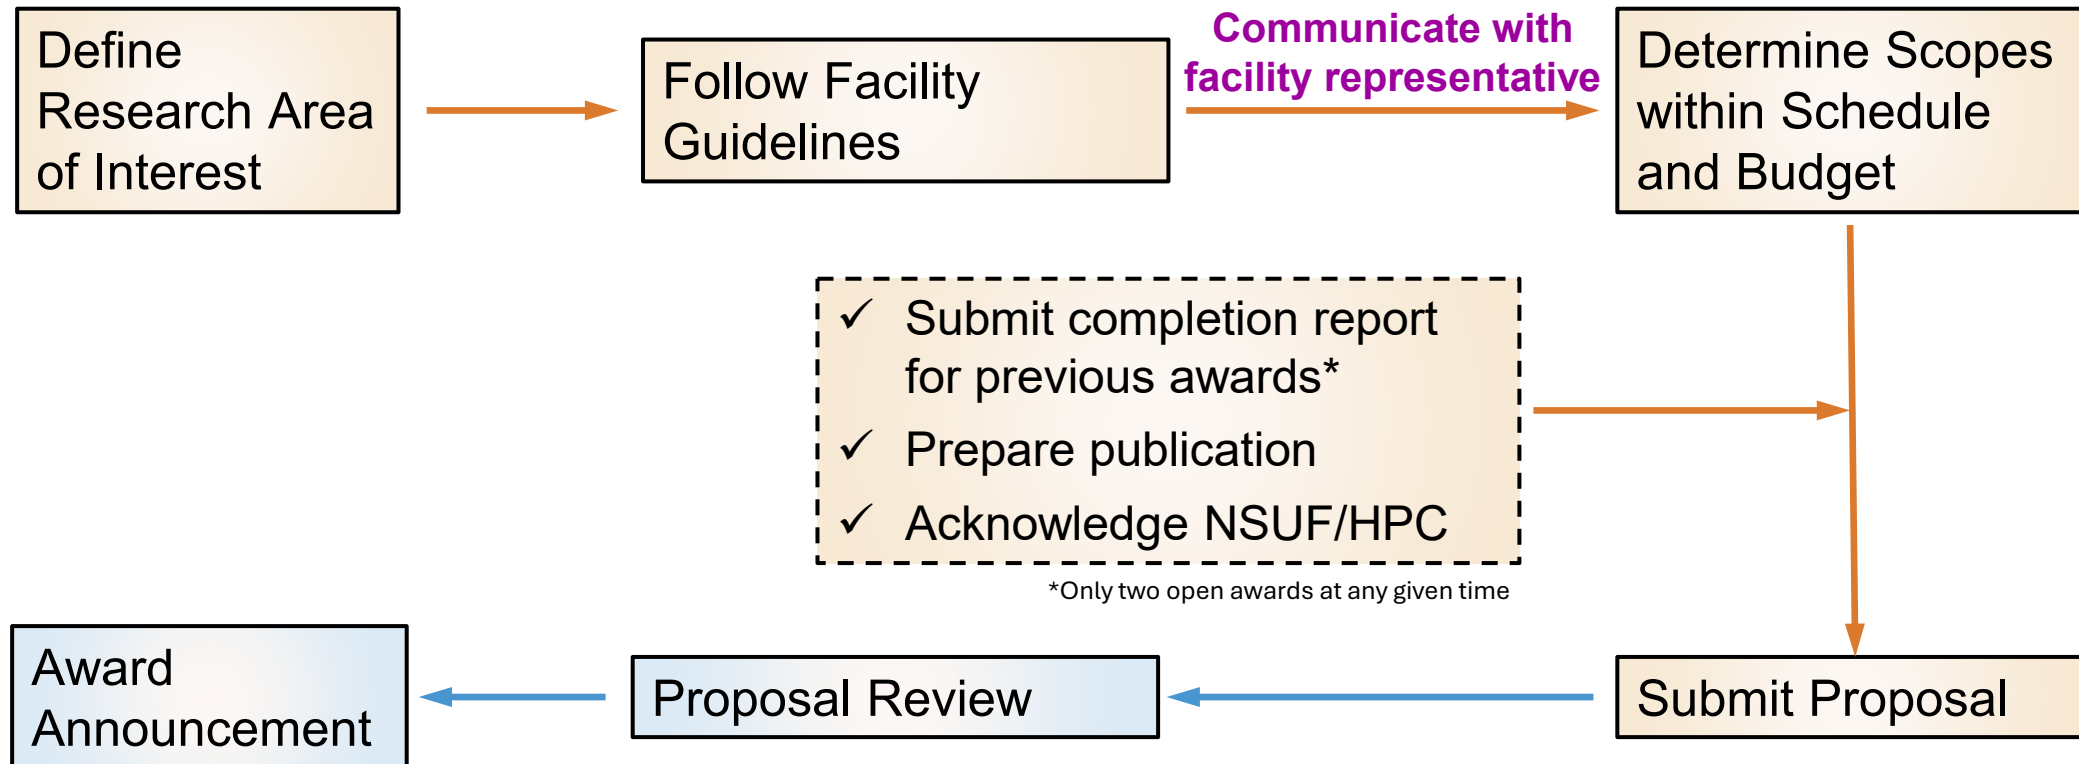 Define
Research Area
of Interest
Follow Facility
Guidelines
Communicate with
facility representative
Determine Scopes
within Schedule
and Budget
✓ Submit completion report
for previous awards*
✓ Prepare publication
✓ Acknowledge NSUF/HPC
*Only two open awards at any given time
Award
Announcement
Proposal Review
Submit Proposal